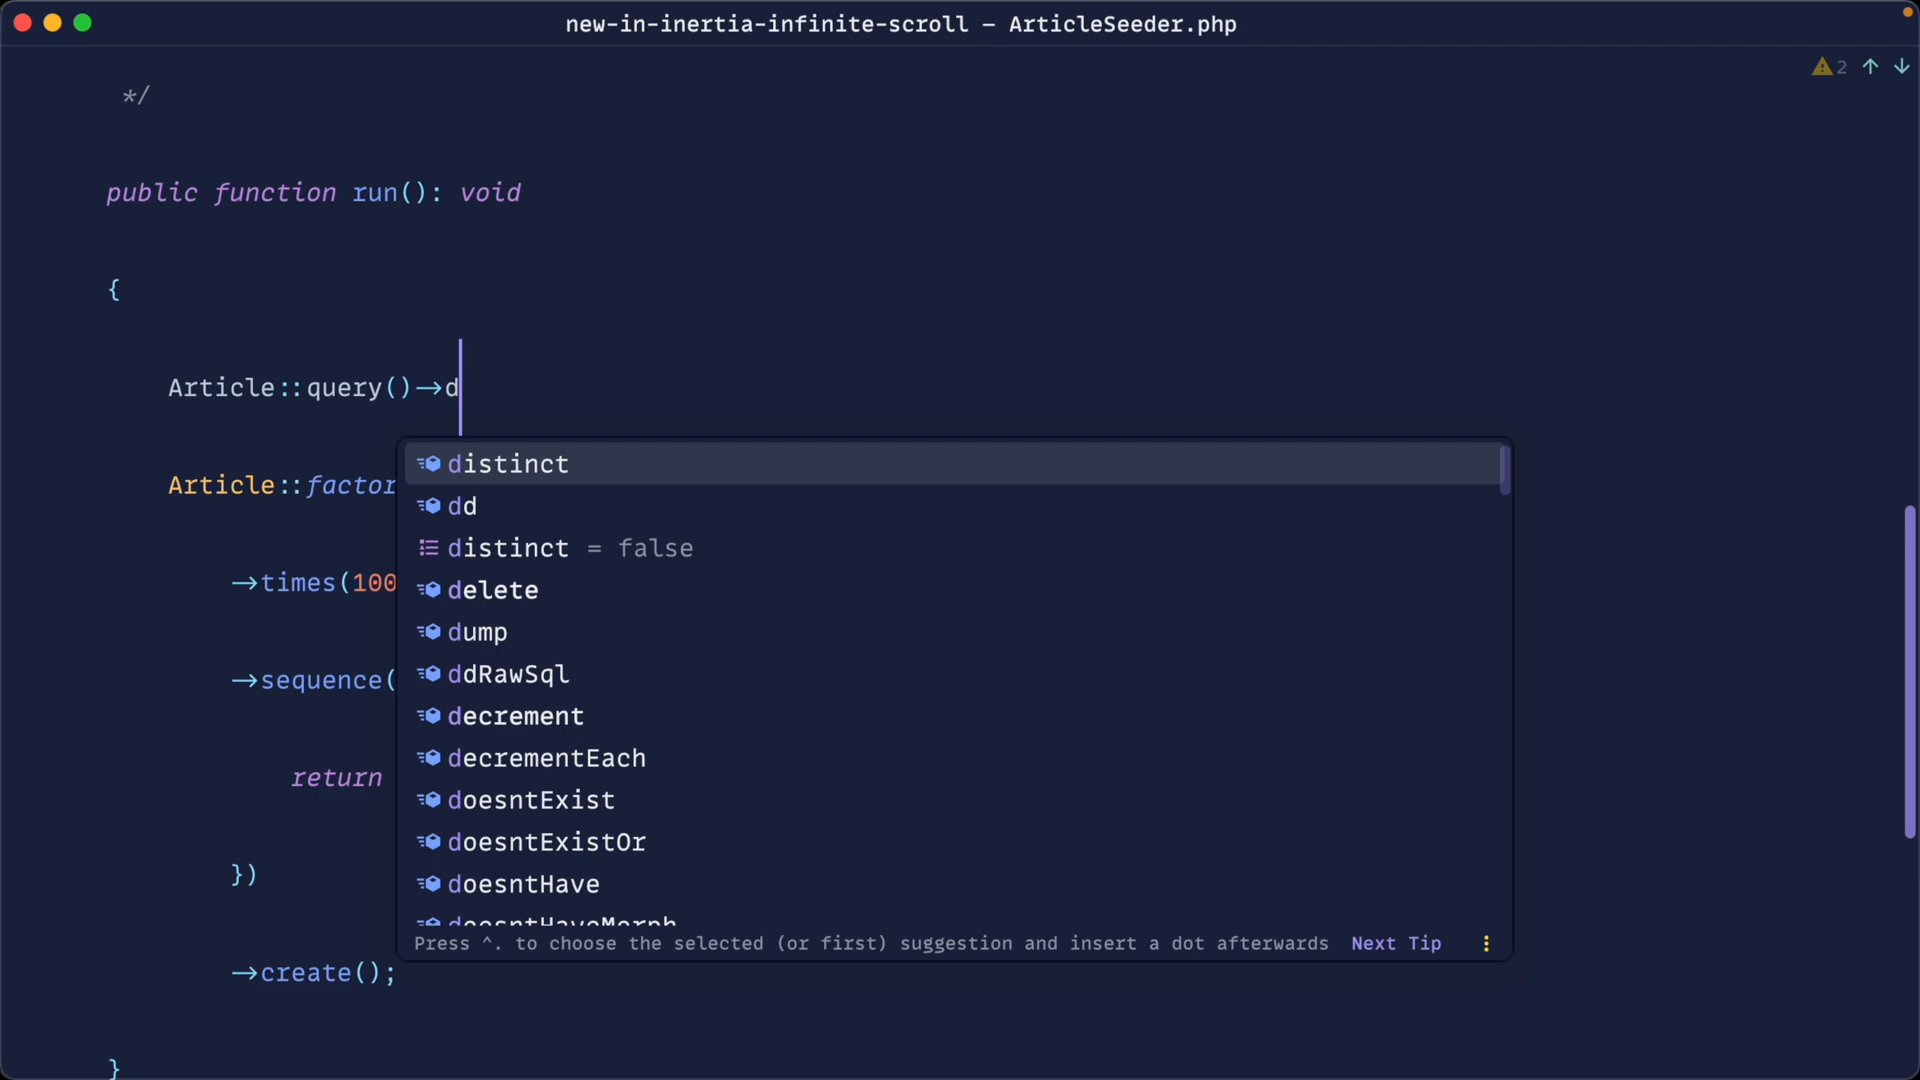 new-in-inertia-infinite-scroll – ArticleSeeder.php
2
*/
public function run(): void
{
Article::query()->d
Article::factor
->times(100
->sequence(
return
})
->create();
}
distinct
dd
distinct = false
delete
dump
ddRawSql
decrement
decrementEach
doesntExist
doesntExistOr
doesntHave
doesntHaveMorph
Press ^. to choose the selected (or first) suggestion and insert a dot afterwards Next Tip